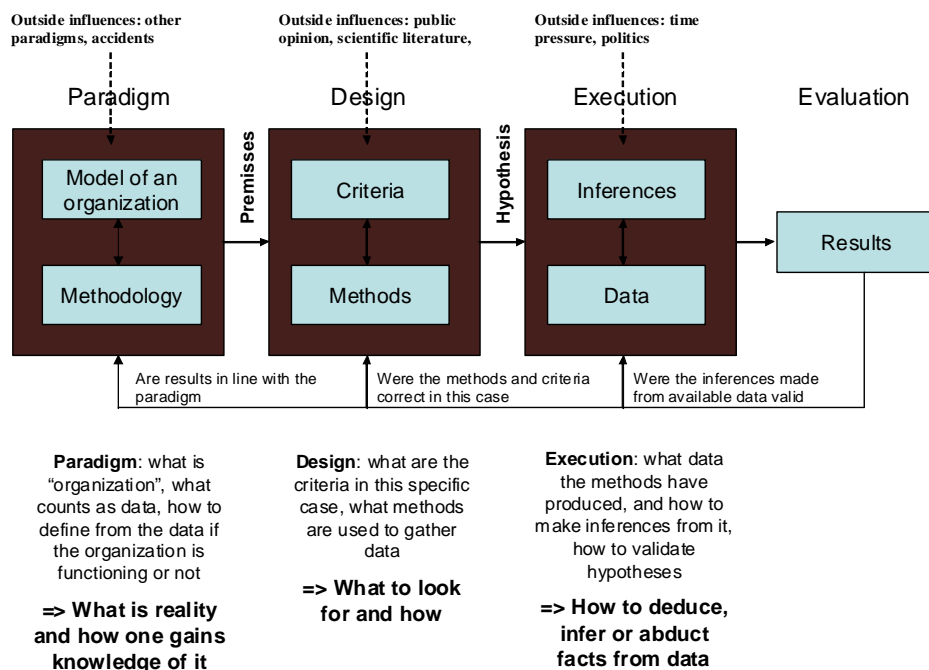 Outside influences: other
paradigms, accidents
Outside influences: public
opinion, scientific literature,
Outside influences: time
pressure, politics
Paradigm
Design
Execution
Evaluation
Model of an
organization
Methodology
Premisses
Criteria
Methods
Hypothesis
Inferences
Data
Results
Are results in line with the
paradigm
Were the methods and criteria
correct in this case
Were the inferences made
from available data valid
Paradigm: what is
“organization”, what
counts as data, how to
define from the data if
the organization is
functioning or not
=> What is reality
and how one gains
knowledge of it
Design: what are the
criteria in this specific
case, what methods
are used to gather
data
=> What to look
for and how
Execution: what data
the methods have
produced, and how to
make inferences from it,
how to validate
hypotheses
=> How to deduce,
infer or abduct
facts from data